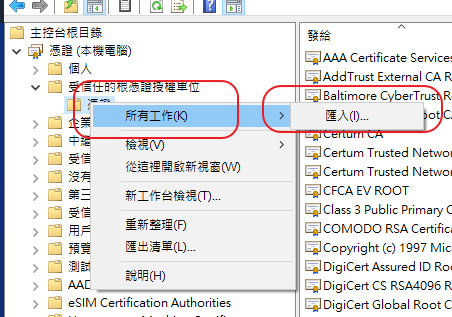 主控台根目錄
憑證 (本機電腦)
個人
受信任的根憑證授權單位
憑證
企業
中繼
受信
沒有
第三
受信
用戶
預覽
測試
AAD
eSIM Certification Authorities
所有工作(K)
檢視(V)
從這裡開啟新視窗(W)
新工作台檢視(T)...
重新整理(F)
匯出清單(L)...
說明(H)
匯入(I)...
發給
AAA Certificate Services
AddTrust External CA R
Baltimore CyberTrust Ro
Root CA
Certum CA
Certum Trusted Network
Certum Trusted Network
CFCA EV ROOT
Class 3 Public Primary C
COMODO RSA Certificat
Copyright (c) 1997 Micr
DigiCert Assured ID Roo
DigiCert CS RSA4096 R
DigiCert Global Root C